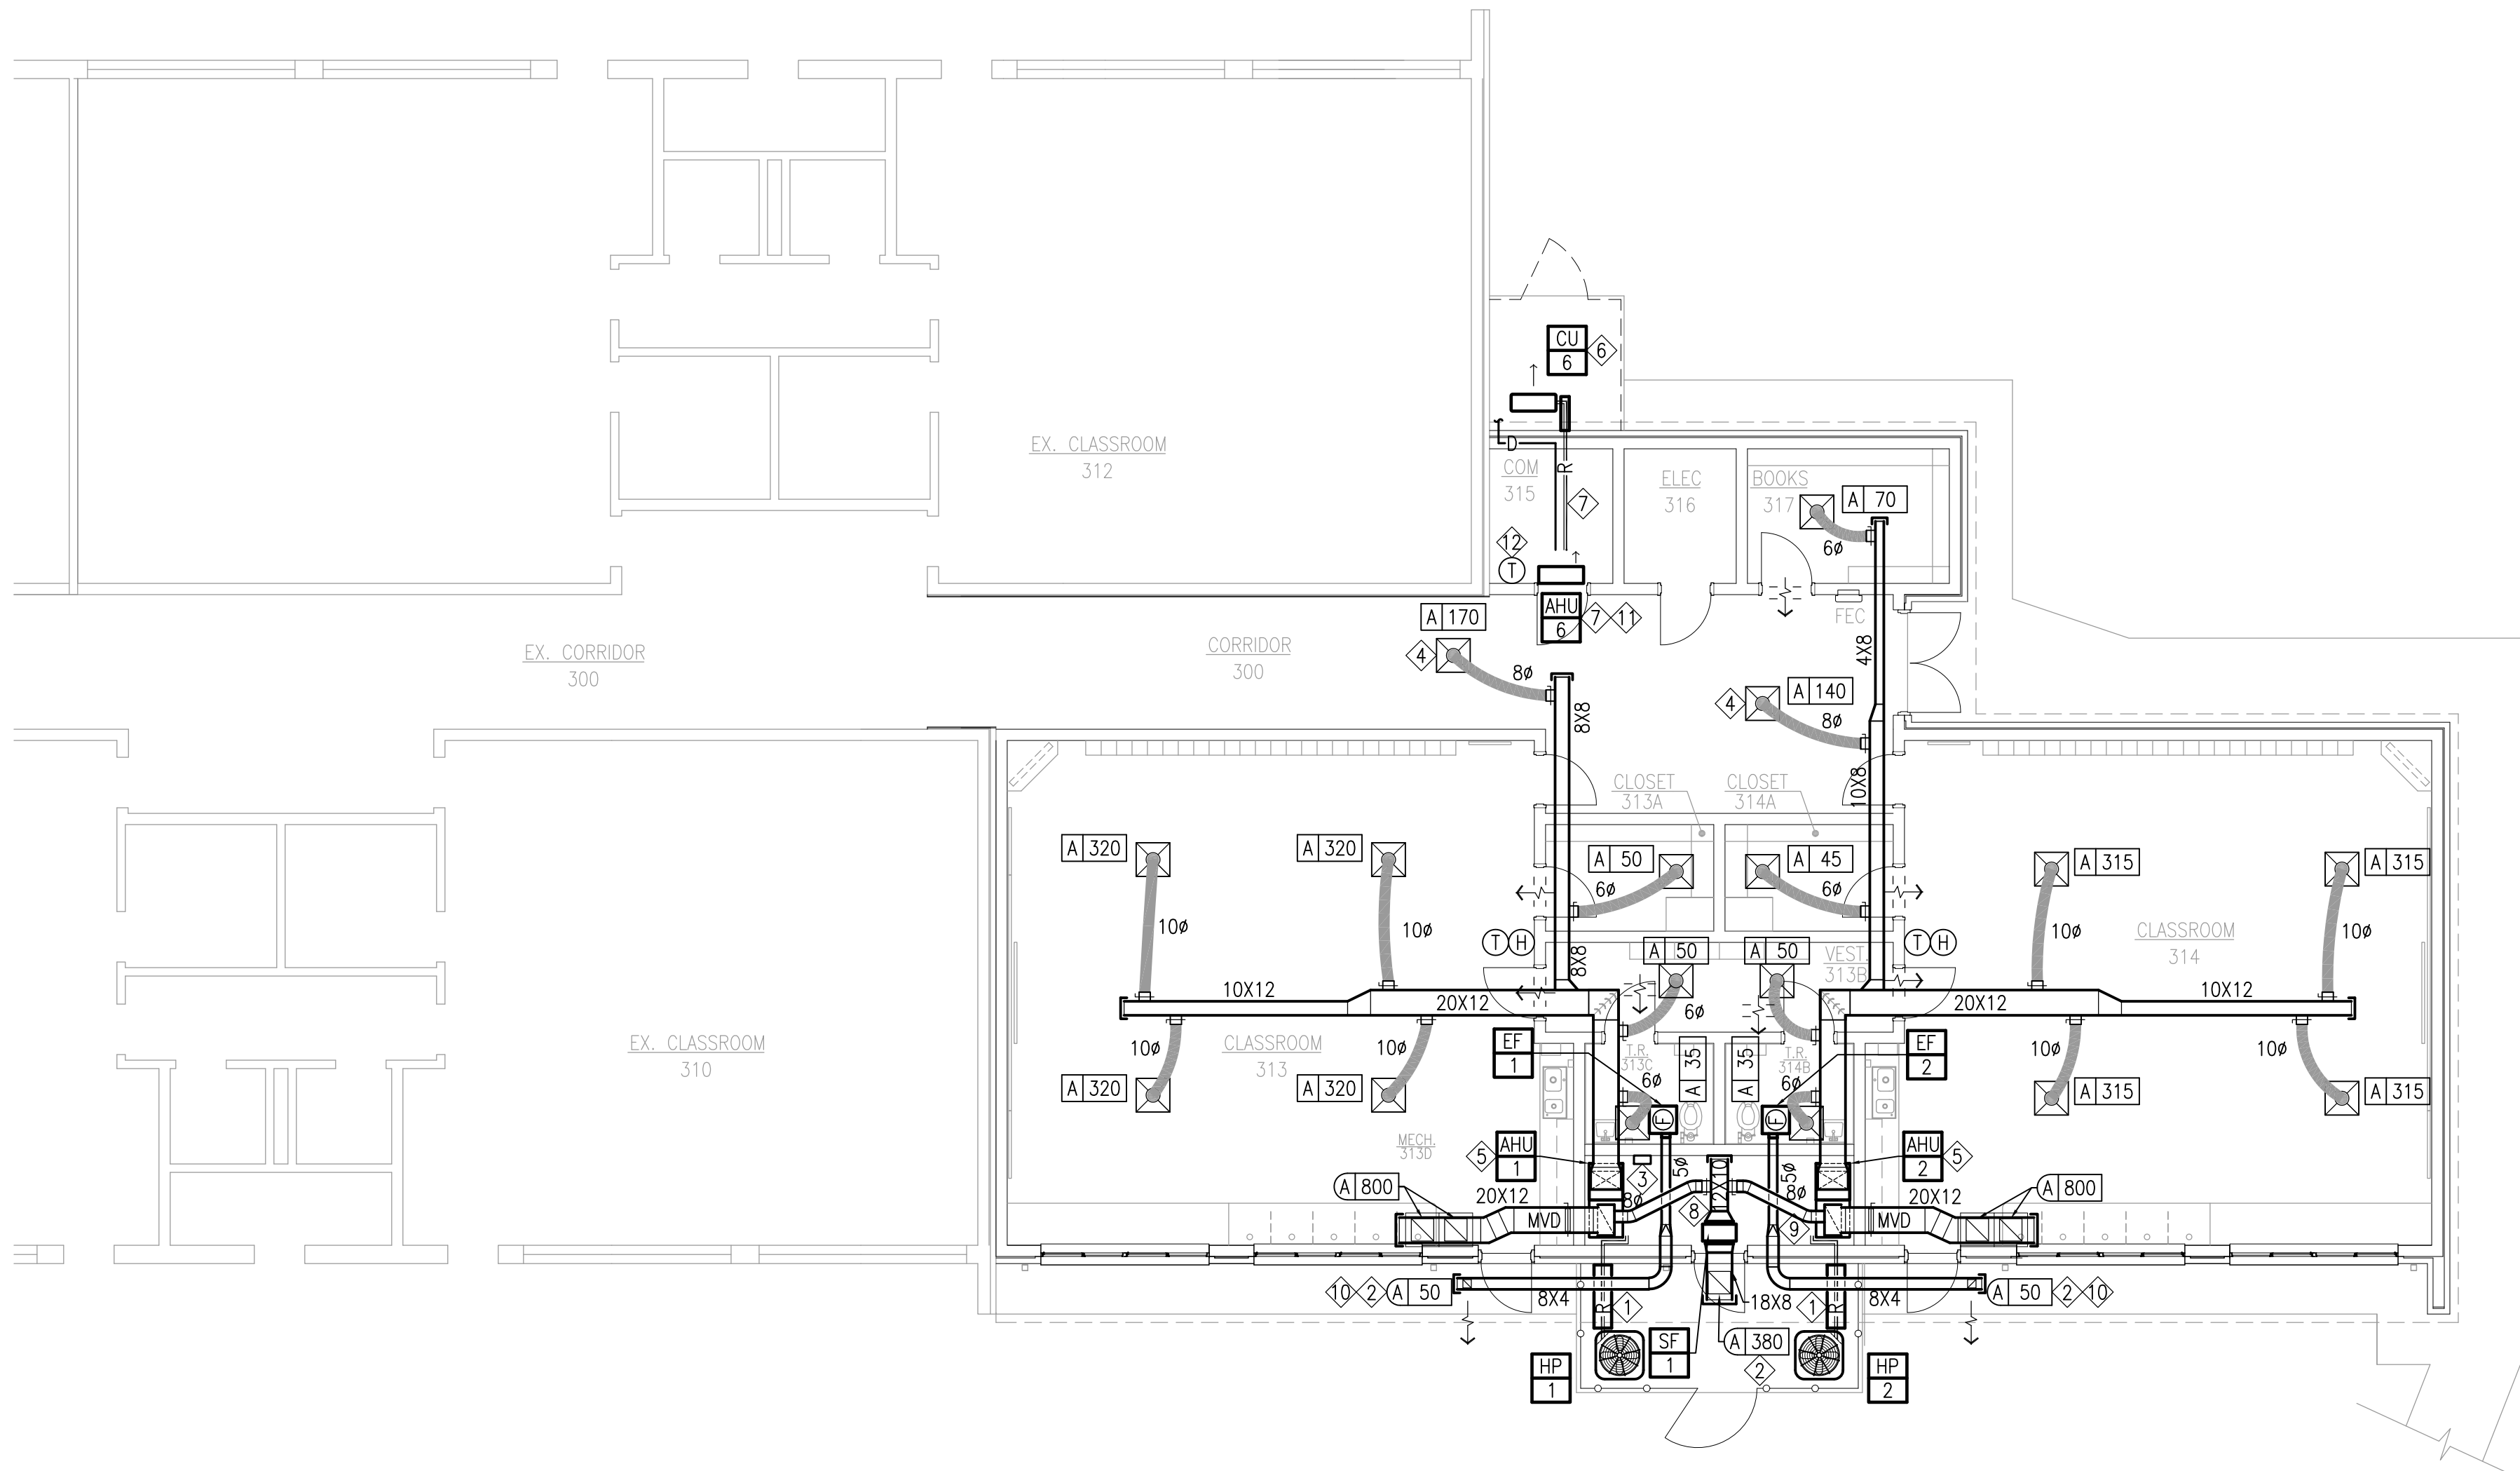 CU
6
6
EX. CLASSROOM
312
D
R
COM
315
ELEC
316
BOOKS
317
A 70
7
6ø
12
T
AHU
6
7
11
FEC
A 170
4
8ø
EX. CORRIDOR
300
CORRIDOR
300
4X8
4
A 140
8ø
8X8
10X8
CLOSET
313A
CLOSET
314A
A 320
A 320
A 50
A 45
A 315
A 315
6ø
6ø
10ø
10ø
10ø
10ø
T
H
T
H
8X8
A 50
A 50
VEST.
313B
CLASSROOM
314
10X12
20X12
6ø
20X12
10X12
EX. CLASSROOM
310
CLASSROOM
313
10ø
10ø
10ø
10ø
EF
1
T.R.
313C
A 35
A 35
T.R.
314B
EF
2
6ø
6ø
A 320
A 320
A 315
A 315
F
F
MECH.
313D
5
AHU
1
AHU
2
5
3
5ø
12X10
5ø
A 800
20X12
8ø
8ø
20X12
A 800
MVD
8
9
MVD
10
2
A 50
8X4
R
1
18X8
1
R
8X4
A 50
2
10
SF
1
A 380
2
HP
1
HP
2